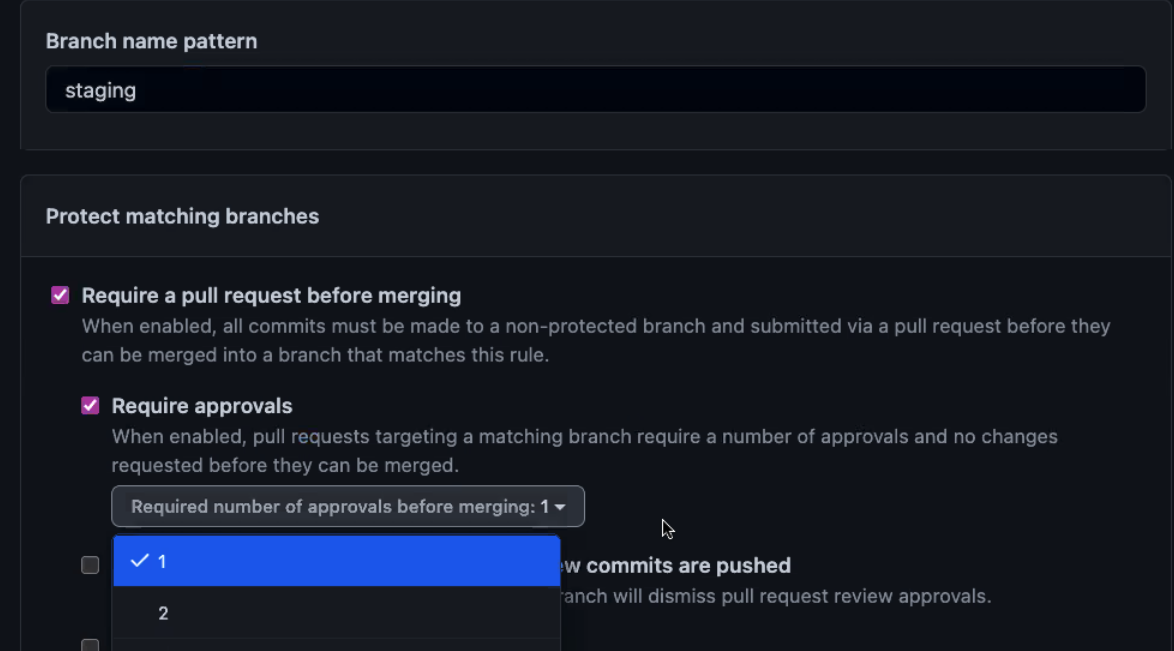 Branch name pattern
staging
Protect matching branches
Require a pull request before merging
When enabled, all commits must be made to a non-protected branch and submitted via a pull request before they
can be merged into a branch that matches this rule.
Require approvals
When enabled, pull requests targeting a matching branch require a number of approvals and no changes
requested before they can be merged.
Required number of approvals before merging: 1
1
commits are pushed
will dismiss pull request review approvals.
2